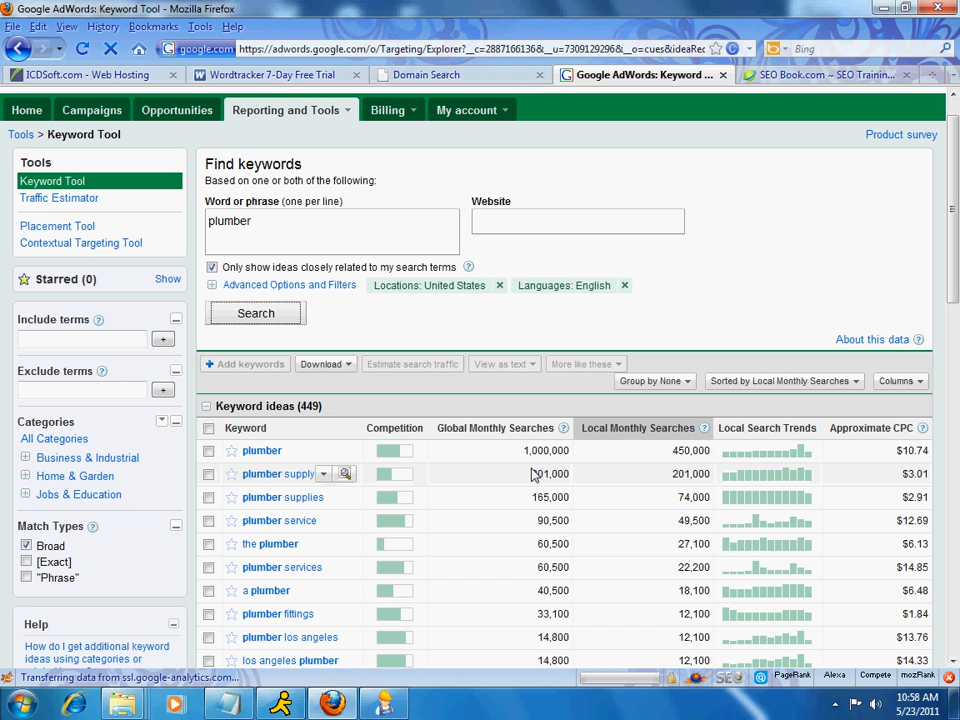 Google AdWords: Keyword Tool - Mozilla Firefox
File Edit View History Bookmarks Tools Help
google.com https://adwords.google.com/o/Targeting/Explorer?__c=2887166136&__u=7309129296&__o=cues&ideaRec
Bing
ICDSoft.com - Web Hosting
Wordtracker 7-Day Free Trial
Domain Search
Google AdWords: Keyword ...
SEO Book.com ~ SEO Trainin...
Home Campaigns Opportunities Reporting and Tools Billing My account
Tools > Keyword Tool
Product survey
Tools
Keyword Tool
Traffic Estimator
Placement Tool
Contextual Targeting Tool
Starred (0) Show
Include terms
+
Exclude terms
+
Categories
All Categories
Business & Industrial
Home & Garden
Jobs & Education
Match Types
Broad
[Exact]
"Phrase"
Help
How do I get additional keyword
ideas using categories or
Find keywords
Based on one or both of the following:
Word or phrase (one per line) Website
plumber
Only show ideas closely related to my search terms
Advanced Options and Filters Locations: United States × Languages: English ×
Search
About this data
+ Add keywords Download Estimate search traffic View as text More like these
Group by None Sorted by Local Monthly Searches Columns
Keyword ideas (449)
Keyword Competition Global Monthly Searches Local Monthly Searches Local Search Trends Approximate CPC
plumber 1,000,000 450,000 $10.74
plumber supply 01,000 201,000 $3.01
plumber supplies 165,000 74,000 $2.91
plumber service 90,500 49,500 $12.69
the plumber 60,500 27,100 $6.13
plumber services 60,500 22,200 $14.85
a plumber 40,500 18,100 $6.48
plumber fittings 33,100 12,100 $1.84
plumber los angeles 14,800 12,100 $13.76
los angeles plumber 14,800 12,100 $14.33
Transferring data from ssl.google-analytics.com...
SEO PageRank Alexa Compete mozRank
10:58 AM
5/23/2011